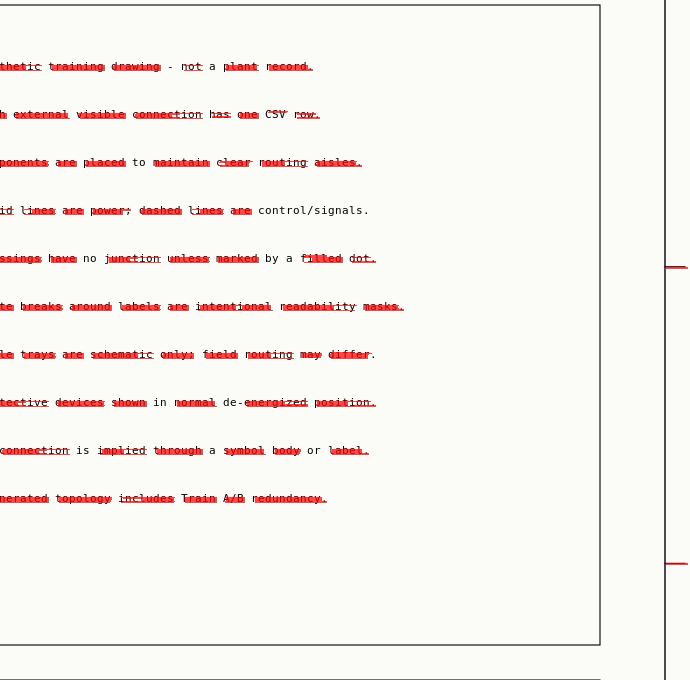 thetic training drawing - not a plant record.
h external visible connection has one CSV row.
ponents are placed to maintain clear routing aisles.
id lines are power; dashed lines are control/signals.
ssings have no junction unless marked by a filled dot.
te breaks around labels are intentional readability masks.
le trays are schematic only; field routing may differ.
tective devices shown in normal de-energized position.
connection is implied through a symbol body or label.
nerated topology includes Train A/B redundancy.